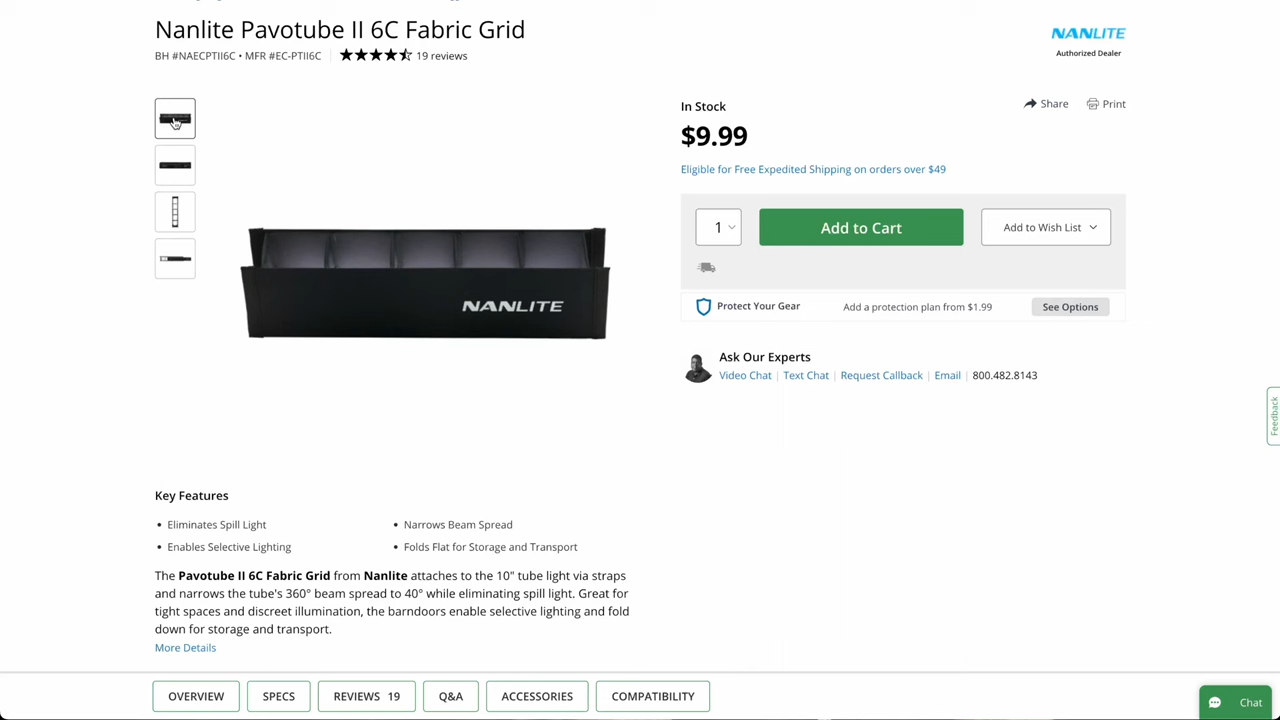 Nanlite Pavotube II 6C Fabric Grid
BH #NAECPTII6C • MFR #EC-PTII6C
19 reviews
NANLITE
Authorized Dealer
In Stock
Share
Print
$9.99
Eligible for Free Expedited Shipping on orders over $49
1
Add to Cart
Add to Wish List
Protect Your Gear
Add a protection plan from $1.99
See Options
Ask Our Experts
Video Chat | Text Chat | Request Callback | Email | 800.482.8143
NANLITE
Feedback
Key Features
• Eliminates Spill Light
• Narrows Beam Spread
• Enables Selective Lighting
• Folds Flat for Storage and Transport
The Pavotube II 6C Fabric Grid from Nanlite attaches to the 10" tube light via straps
and narrows the tube's 360° beam spread to 40° while eliminating spill light. Great for
tight spaces and discreet illumination, the barndoors enable selective lighting and fold
down for storage and transport.
More Details
OVERVIEW
SPECS
REVIEWS 19
Q&A
ACCESSORIES
COMPATIBILITY
Chat